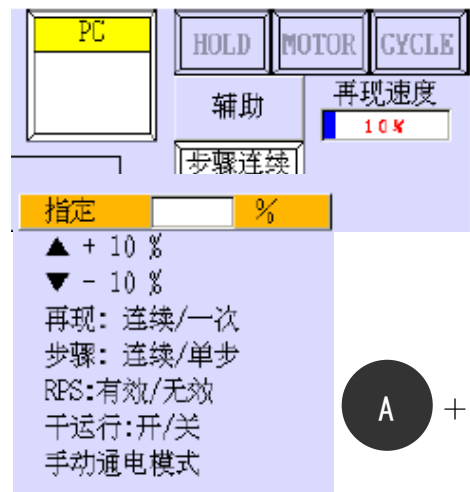 PC
HOLD MOTOR CYCLE
辅助
再现速度
10%
步骤连续
指定 %
▲ + 10 %
▼ - 10 %
再现: 连续/一次
步骤: 连续/单步
RPS:有效/无效
干运行:开/关
手动通电模式
A +